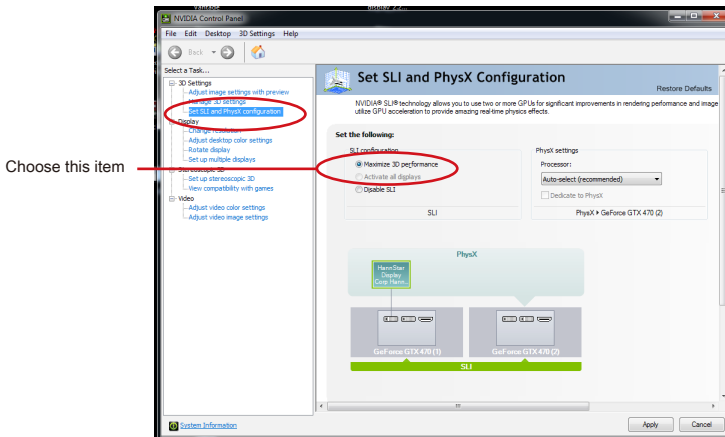 vantage
display 2.2...
NVIDIA Control Panel
File Edit Desktop 3D Settings Help
Back
Select a Task...
3D Settings
Adjust image settings with preview
Manage 3D settings
Set SLI and PhysX configuration
Display
Change resolution
Adjust desktop color settings
Rotate display
Set up multiple displays
Stereoscopic 3D
Set up stereoscopic 3D
View compatibility with games
Video
Adjust video color settings
Adjust video image settings
System Information
Choose this item
Set SLI and PhysX Configuration
Restore Defaults
NVIDIA® SLI® technology allows you to use two or more GPUs for significant improvements in rendering performance and image
utilize GPU acceleration to provide amazing real-time physics effects.
Set the following:
SLI configuration
Maximize 3D performance
Activate all displays
Disable SLI
SLI
PhysX settings
Processor:
Auto-select (recommended)
Dedicate to PhysX
PhysX ▸ GeForce GTX 470 (2)
PhysX
HannStar
Display
Corp Hann...
GeForce GTX 470 (1)
GeForce GTX 470 (2)
SLI
Apply
Cancel